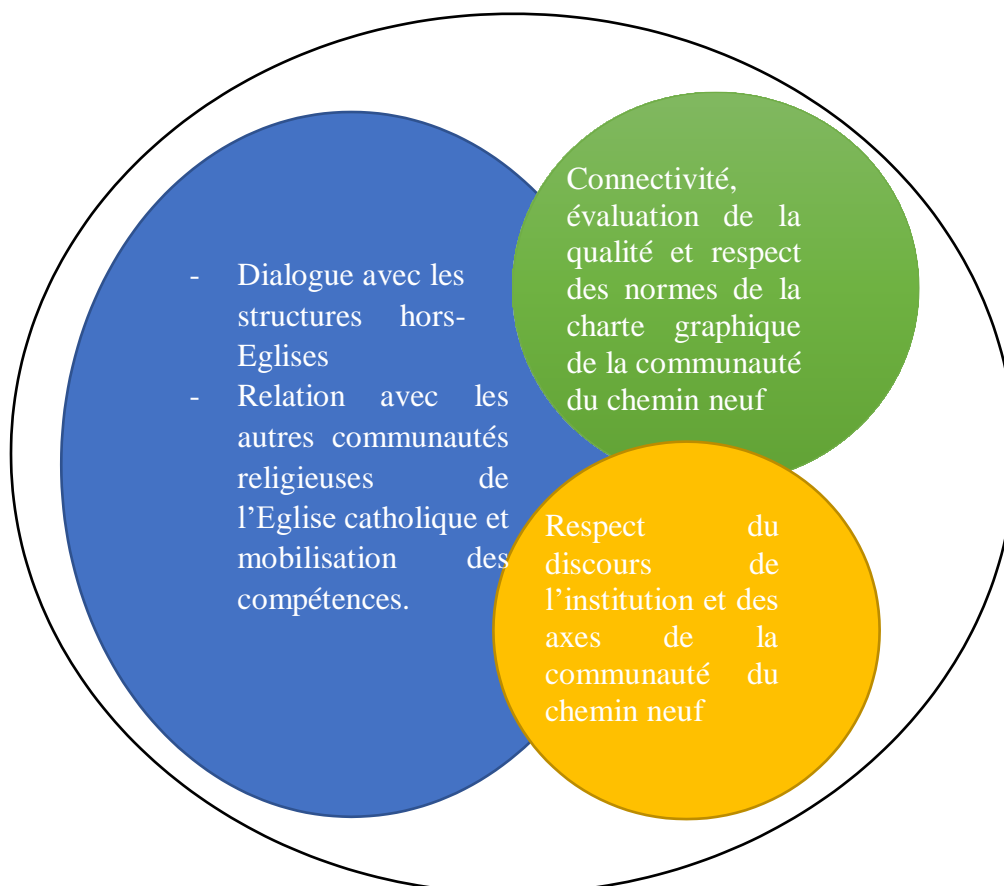 - Dialogue avec les
structures hors-
Eglises
- Relation avec les
autres communautés
religieuses de
l’Eglise catholique et
mobilisation des
compétences.
Connectivité,
évaluation de la
qualité et respect
des normes de la
charte graphique
de la communauté
du chemin neuf
Respect du
discours de
l’institution et des
axes de la
communauté du
chemin neuf